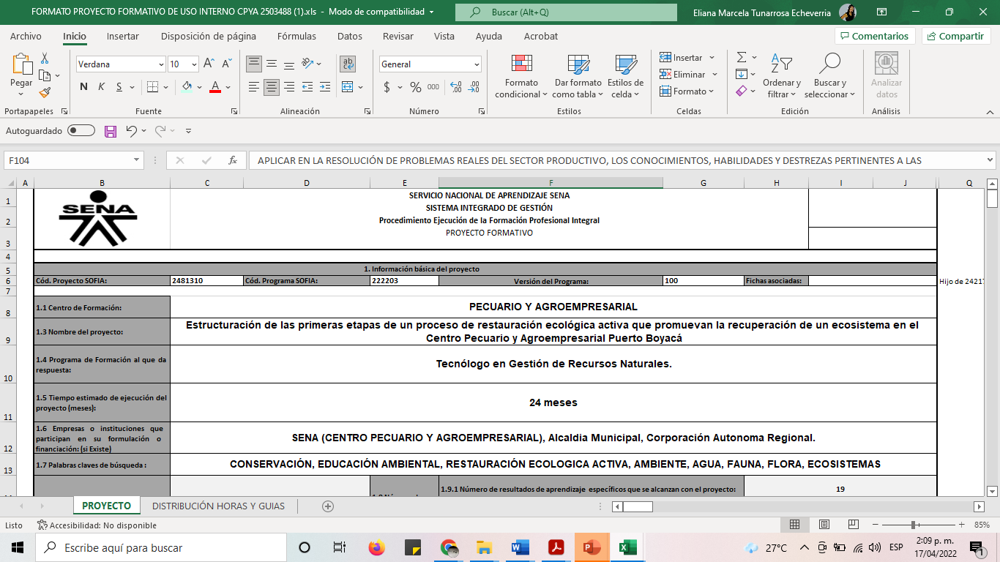 FORMATO PROYECTO FORMATIVO DE USO INTERNO CPYA 2503488 (1).xls - Modo de compatibilidad
Buscar (Alt+Q)
Eliana Marcela Tunarrosa Echeverria
Archivo Inicio Insertar Disposición de página Fórmulas Datos Revisar Vista Ayuda Acrobat
Comentarios Compartir
Pegar
Verdana 10
N K S
ab
General
$ % 000
Formato condicional
Dar formato como tabla
Estilos de celda
Insertar
Eliminar
Formato
Ordenar y filtrar
Buscar y seleccionar
Analizar datos
Portapapeles Fuente Alineación Número Estilos Celdas Edición Análisis
Autoguardado
F104
fx
APLICAR EN LA RESOLUCIÓN DE PROBLEMAS REALES DEL SECTOR PRODUCTIVO, LOS CONOCIMIENTOS, HABILIDADES Y DESTREZAS PERTINENTES A LAS
A B C D E F G H I J Q
1
2
3
4
5
6
7
8
9
10
11
12
13
SENA
SERVICIO NACIONAL DE APRENDIZAJE SENA
SISTEMA INTEGRADO DE GESTIÓN
Procedimiento Ejecución de la Formación Profesional Integral
PROYECTO FORMATIVO
1. Información básica del proyecto
Cód. Proyecto SOFIA: 2481310 Cód. Programa SOFIA: 222203 Versión del Programa: 100 Fichas asociadas:
Hijo de 24217
1.1 Centro de Formación: PECUARIO Y AGROEMPRESARIAL
1.3 Nombre del proyecto:
Estructuración de las primeras etapas de un proceso de restauración ecológica activa que promuevan la recuperación de un ecosistema en el
Centro Pecuario y Agroempresarial Puerto Boyacá
1.4 Programa de Formación al que da
respuesta:
Tecnólogo en Gestión de Recursos Naturales.
1.5 Tiempo estimado de ejecución del
proyecto (meses):
24 meses
1.6 Empresas o instituciones que
participan en su formulación o
financiación: (si Existe)
SENA (CENTRO PECUARIO Y AGROEMPRESARIAL), Alcaldia Municipal, Corporación Autonoma Regional.
1.7 Palabras claves de búsqueda :
CONSERVACIÓN, EDUCACIÓN AMBIENTAL, RESTAURACIÓN ECOLOGICA ACTIVA, AMBIENTE, AGUA, FAUNA, FLORA, ECOSISTEMAS
1.9.1 Número de resultados de aprendizaje específicos que se alcanzan con el proyecto: 19
PROYECTO DISTRIBUCIÓN HORAS Y GUIAS
Listo Accesibilidad: No disponible
85%
Escribe aquí para buscar
27°C
ESP
2:09 p. m.
17/04/2022
1